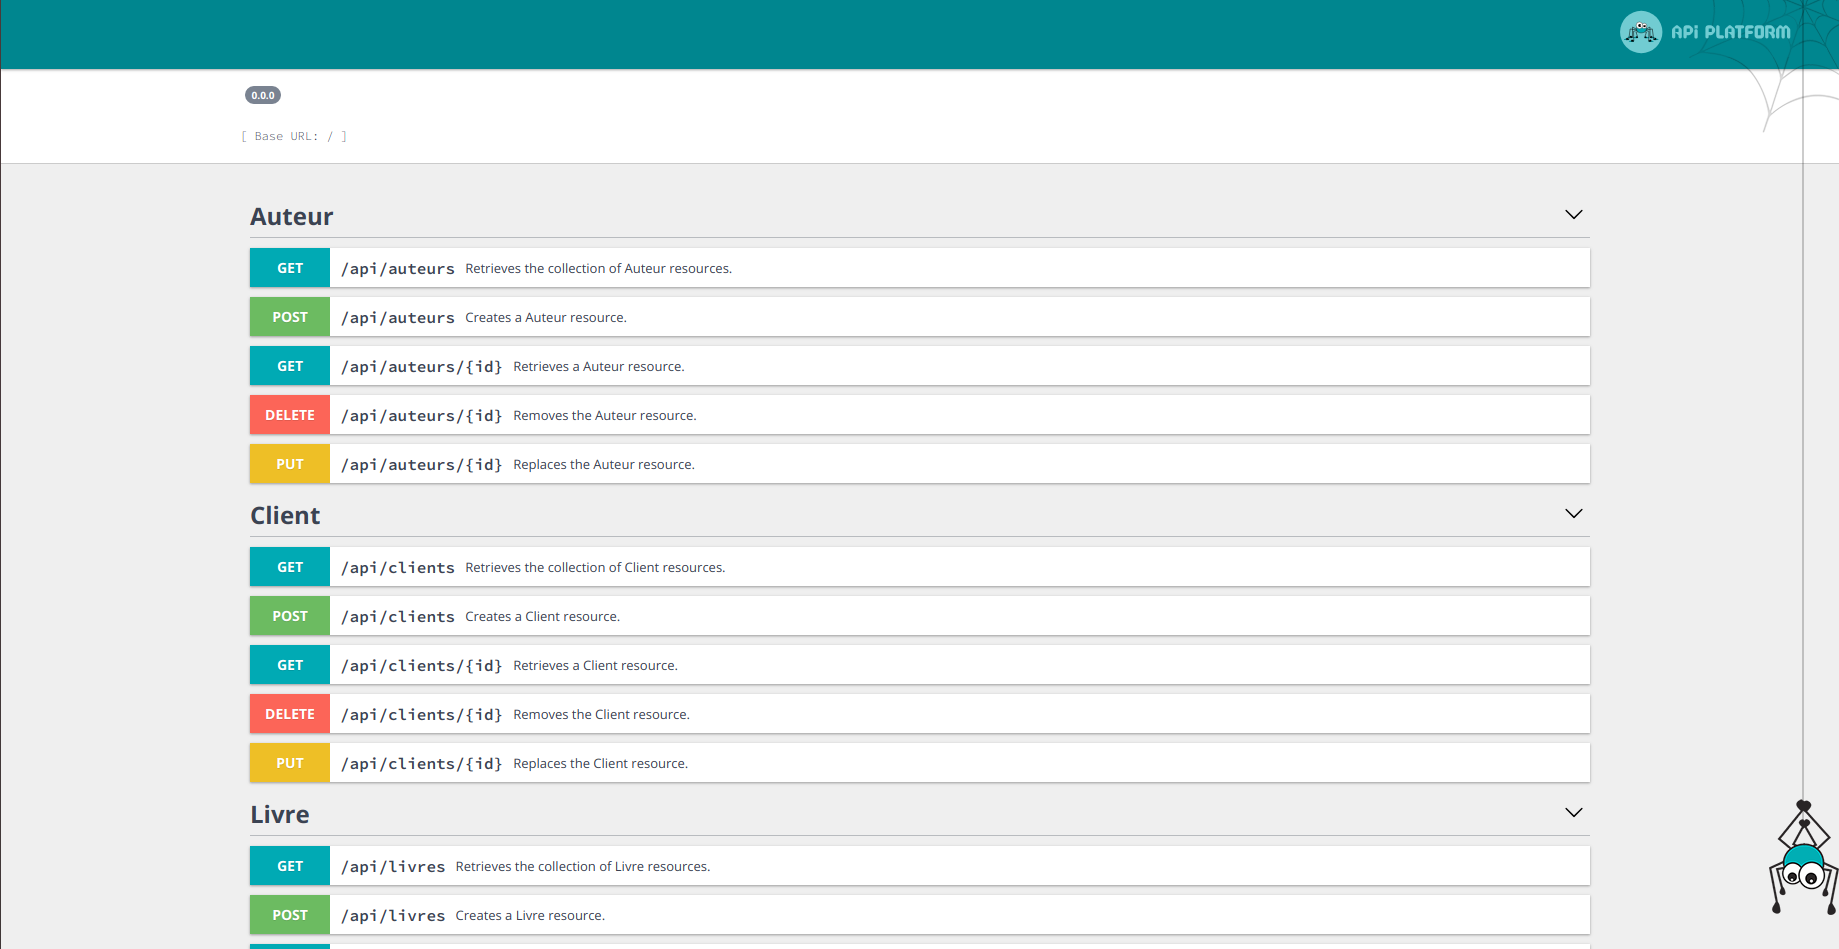 API PLATFORM
0.0.0
[ Base URL: / ]
Auteur
GET /api/auteurs Retrieves the collection of Auteur resources.
POST /api/auteurs Creates a Auteur resource.
GET /api/auteurs/{id} Retrieves a Auteur resource.
DELETE /api/auteurs/{id} Removes the Auteur resource.
PUT /api/auteurs/{id} Replaces the Auteur resource.
Client
GET /api/clients Retrieves the collection of Client resources.
POST /api/clients Creates a Client resource.
GET /api/clients/{id} Retrieves a Client resource.
DELETE /api/clients/{id} Removes the Client resource.
PUT /api/clients/{id} Replaces the Client resource.
Livre
GET /api/livres Retrieves the collection of Livre resources.
POST /api/livres Creates a Livre resource.